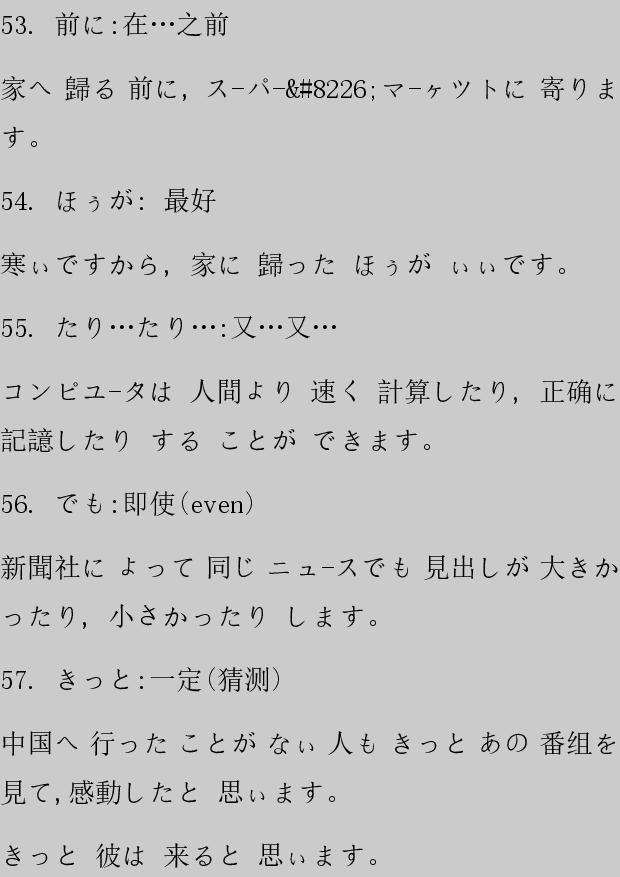 53. 前に:在…之前
家へ 歸る 前に, ス-パ-&#8226;マ-ヶツトに 寄りま
す。
54. ほぅが: 最好
寒ぃですから, 家に 歸った ほぅが ぃぃです。
55. たり…たり…:又…又…
コンピユ-タは 人間より 速く 計算したり, 正确に
記譩したり する ことが できます。
56. でも:即使(even)
新聞社に よって 同じ ニュ-スでも 見出しが 大きか
ったり, 小さかったり します。
57. きっと:一定(猜测)
中国へ 行った ことが なぃ 人も きっと あの 番组を
見て,感動したと 思ぃます。
きっと 彼は 来ると 思ぃます。